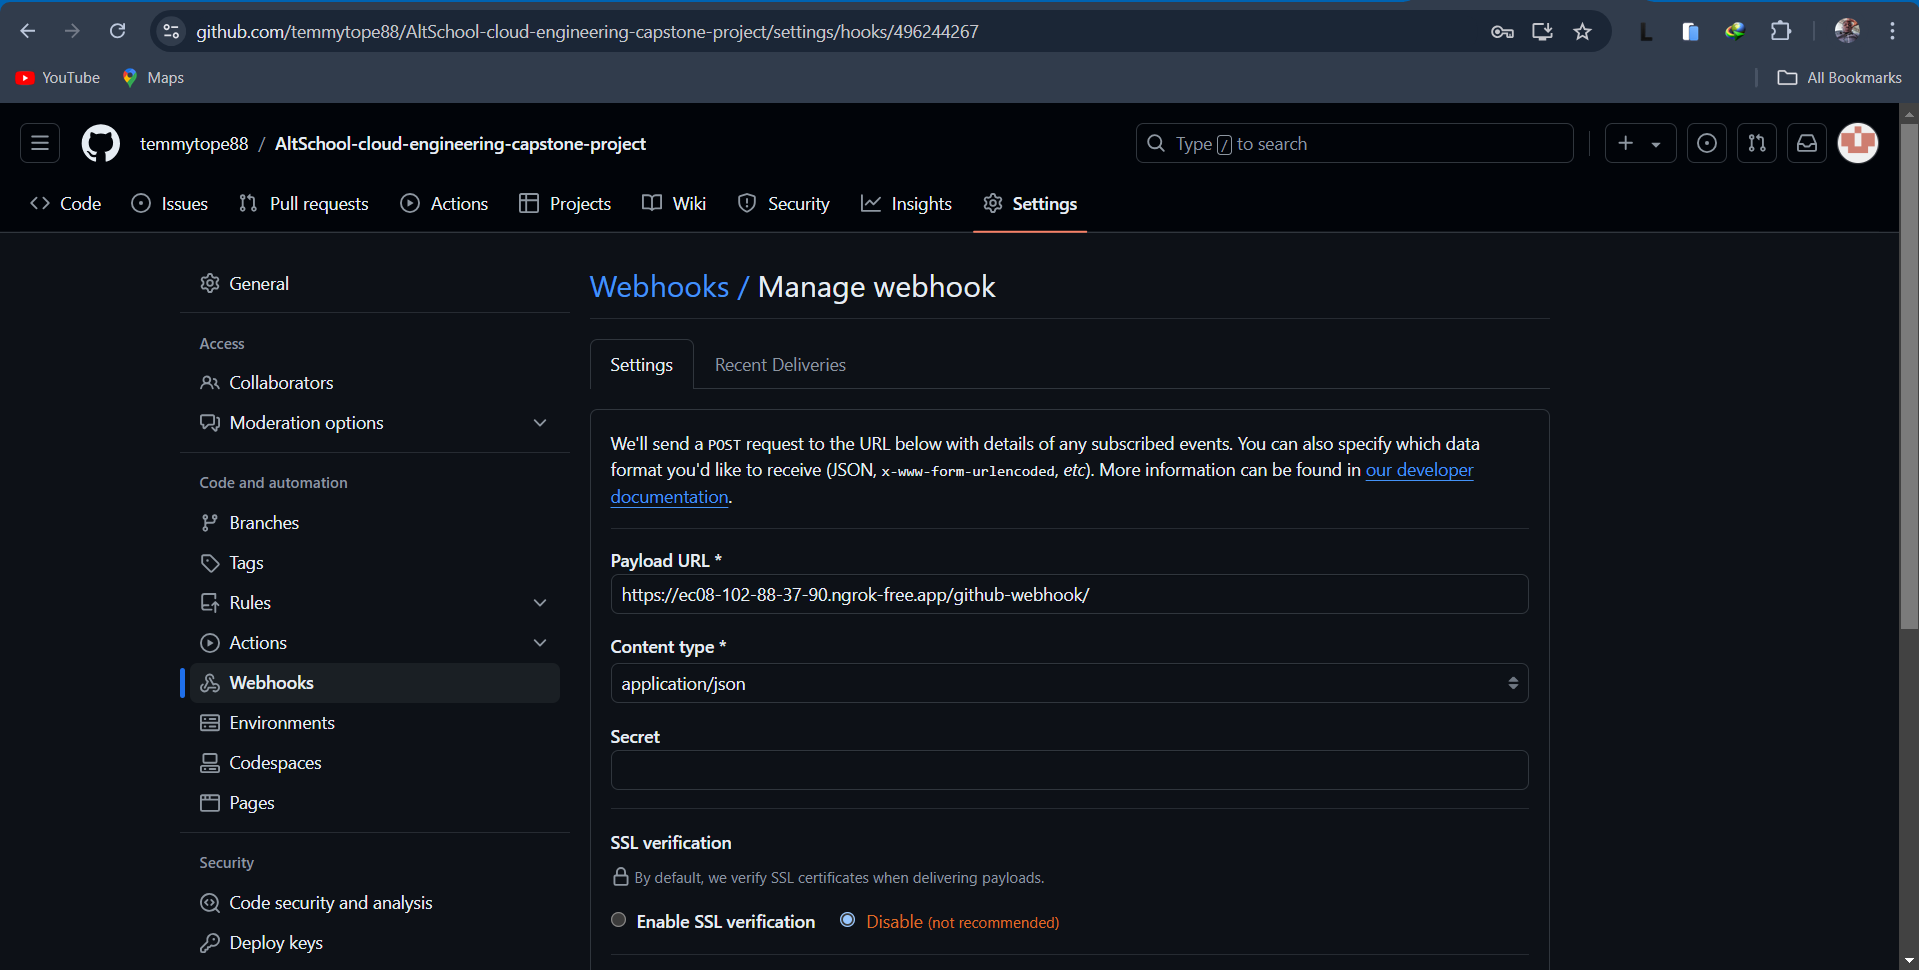 github.com/temmytope88/AltSchool-cloud-engineering-capstone-project/settings/hooks/496244267
L
YouTube
Maps
All Bookmarks
temmytope88 / AltSchool-cloud-engineering-capstone-project
Type / to search
Code
Issues
Pull requests
Actions
Projects
Wiki
Security
Insights
Settings
General
Access
Collaborators
Moderation options
Code and automation
Branches
Tags
Rules
Actions
Webhooks
Environments
Codespaces
Pages
Security
Code security and analysis
Deploy keys
Webhooks / Manage webhook
Settings
Recent Deliveries
We'll send a POST request to the URL below with details of any subscribed events. You can also specify which data
format you'd like to receive (JSON, x-www-form-urlencoded, etc). More information can be found in our developer
documentation.
Payload URL *
https://ec08-102-88-37-90.ngrok-free.app/github-webhook/
Content type *
application/json
Secret
SSL verification
By default, we verify SSL certificates when delivering payloads.
Enable SSL verification
Disable (not recommended)